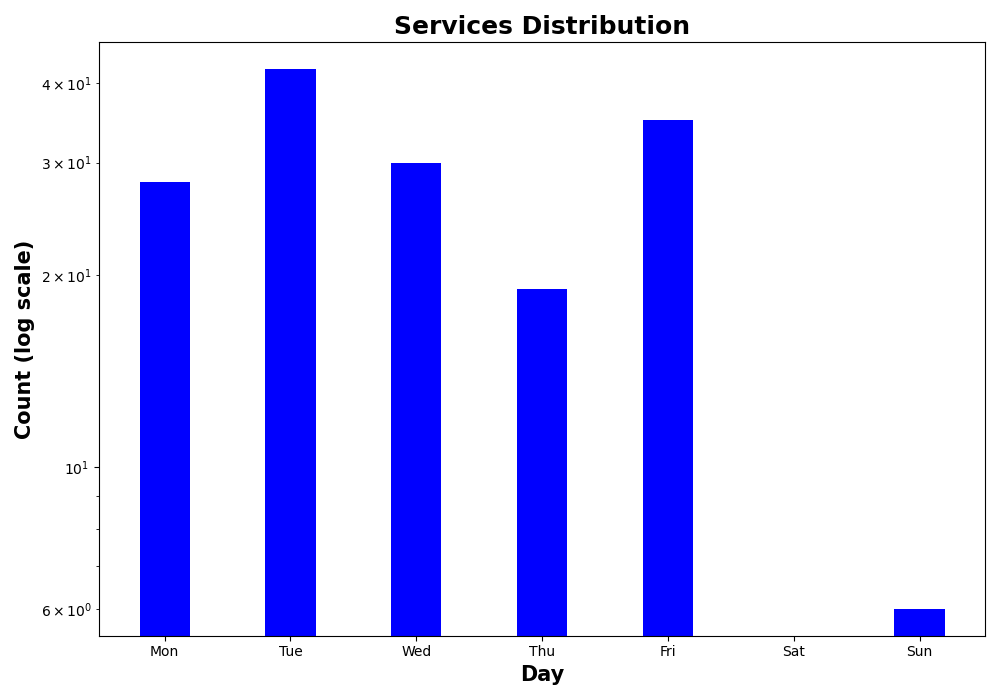 Services Distribution
Count (log scale)
4 × 10¹
3 × 10¹
2 × 10¹
10¹
6 × 10⁰
Mon Tue Wed Thu Fri Sat Sun
Day